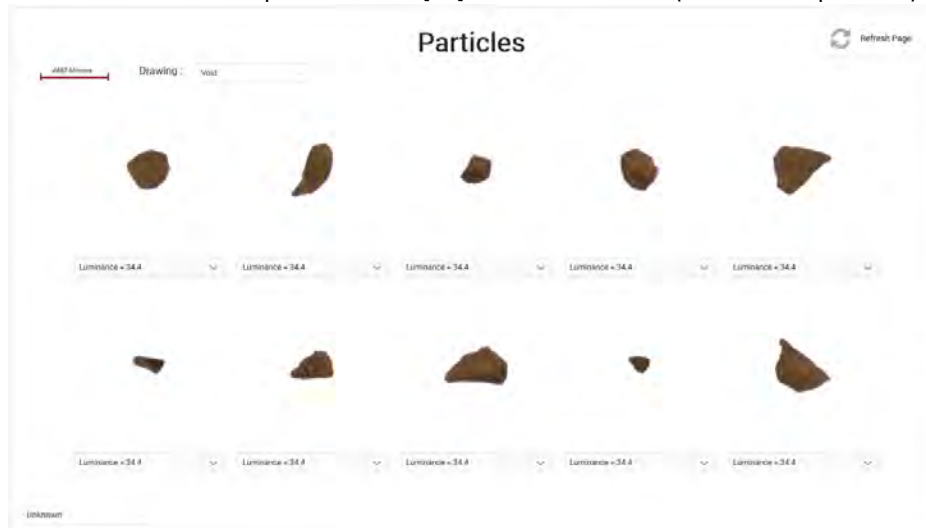 Particles
Refresh Page
Drawing : Void
Luminance = 34.4 Luminance = 34.4 Luminance = 34.4 Luminance = 34.4 Luminance = 34.4
Luminance = 34.4 Luminance = 34.4 Luminance = 34.4 Luminance = 34.4 Luminance = 34.4
Unknown